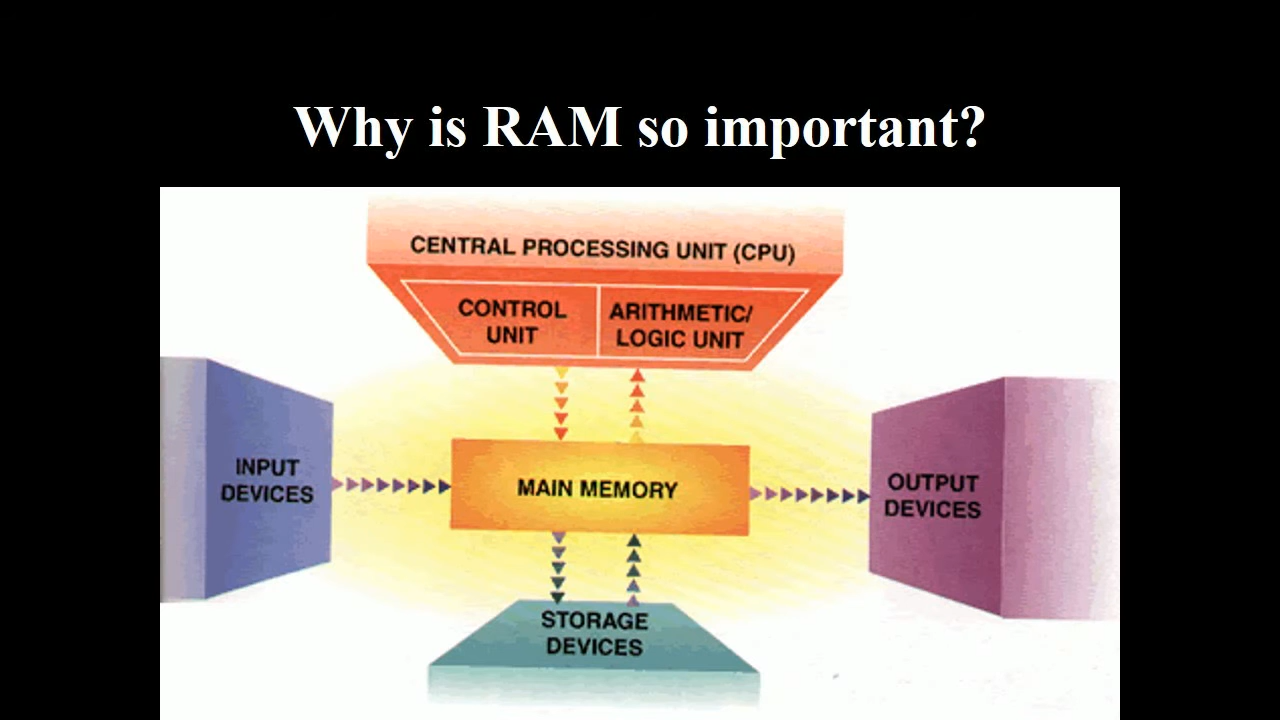 Why is RAM so important?
CENTRAL PROCESSING UNIT (CPU)
CONTROL
UNIT
ARITHMETIC/
LOGIC UNIT
INPUT
DEVICES
MAIN MEMORY
OUTPUT
DEVICES
STORAGE
DEVICES